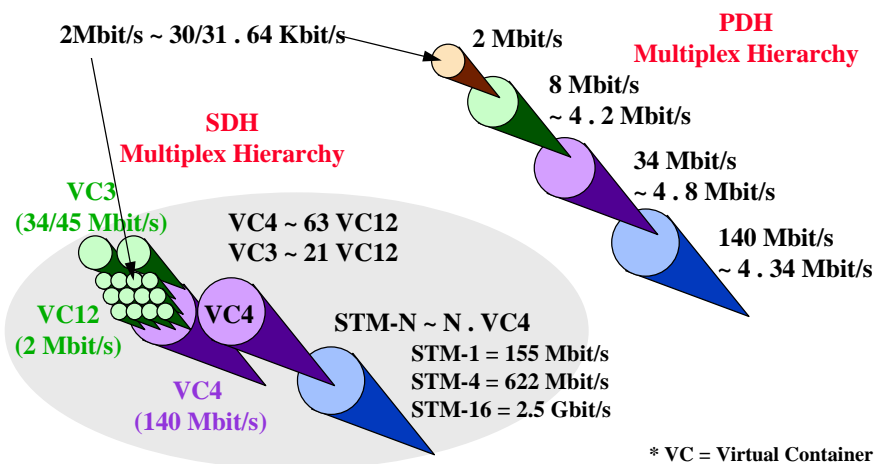 2Mbit/s ~ 30/31 . 64 Kbit/s
2 Mbit/s
PDH
Multiplex Hierarchy
8 Mbit/s
~ 4 . 2 Mbit/s
34 Mbit/s
~ 4 . 8 Mbit/s
140 Mbit/s
~ 4 . 34 Mbit/s
SDH
Multiplex Hierarchy
VC3
(34/45 Mbit/s)
VC4 ~ 63 VC12
VC3 ~ 21 VC12
VC12
(2 Mbit/s)
VC4
VC4
(140 Mbit/s)
STM-N ~ N . VC4
STM-1 = 155 Mbit/s
STM-4 = 622 Mbit/s
STM-16 = 2.5 Gbit/s
* VC = Virtual Container